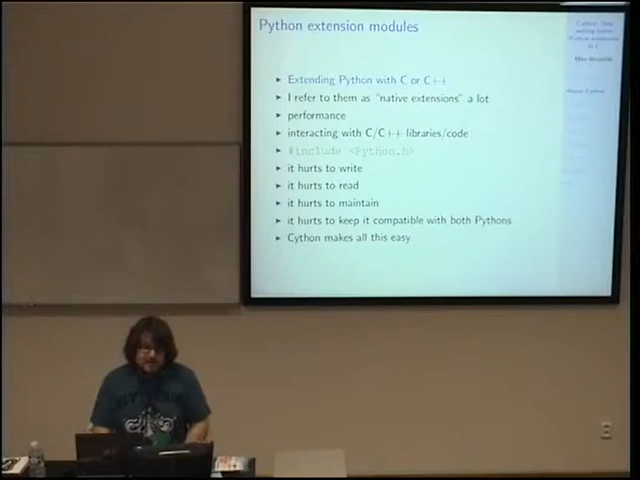 Python extension modules
Extending Python with C or C++
I refer to them as "native extensions" a lot
performance
interacting with C/C++ libraries/code
#include <Python.h>
it hurts to write
it hurts to read
it hurts to maintain
it hurts to keep it compatible with both Pythons
Cython makes all this easy
About Cython